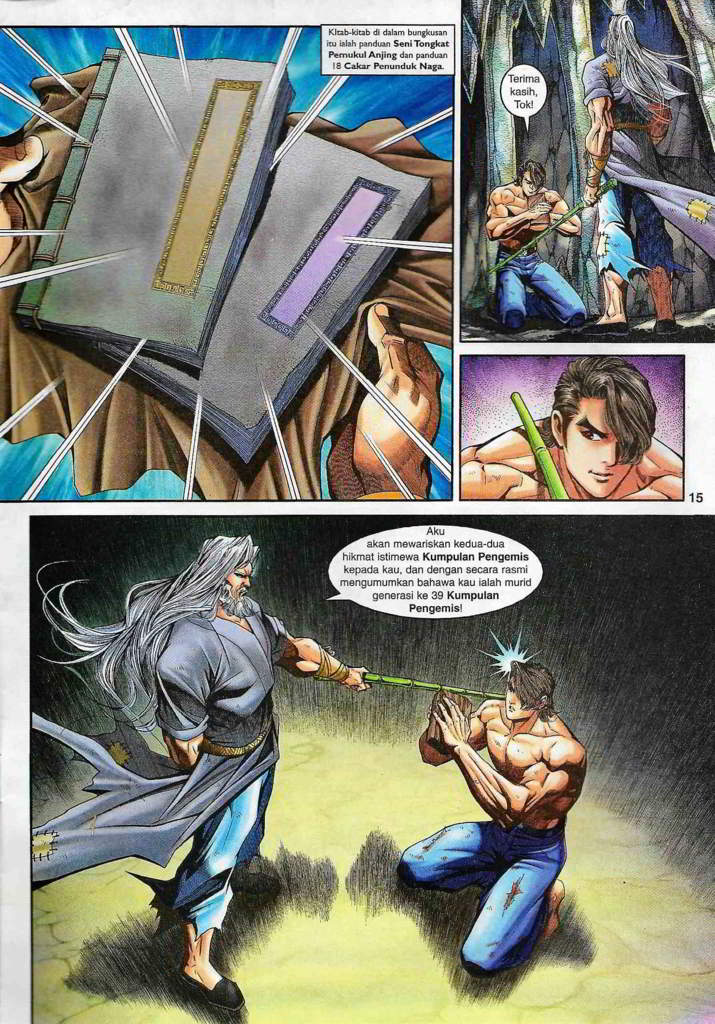 Kitab-kitab di dalam bungkusan
itu ialah panduan Seni Tongkat
Pemukul Anjing dan panduan
18 Cakar Penunduk Naga.
Terima
kasih,
Tok!
15
Aku
akan mewariskan kedua-dua
hikmat istimewa Kumpulan Pengemis
kepada kau, dan dengan secara rasmi
mengumumkan bahawa kau ialah murid
generasi ke 39 Kumpulan
Pengemis!